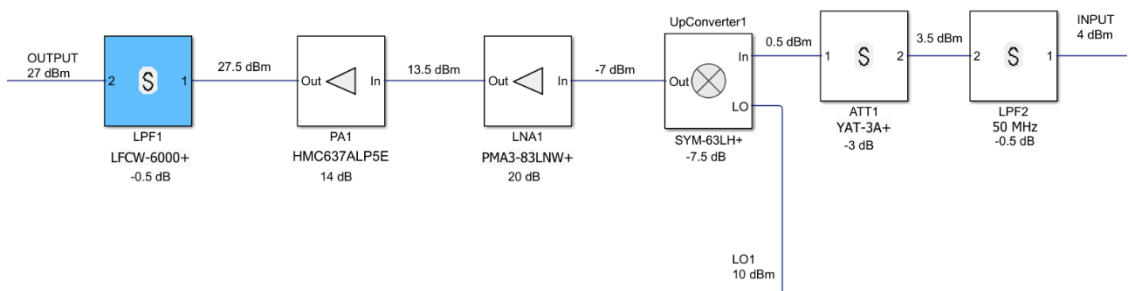 OUTPUT
27 dBm
2
S
1
LPF1
LFCW-6000+
-0.5 dB
27.5 dBm
Out
In
PA1
HMC637ALP5E
14 dB
13.5 dBm
Out
In
LNA1
PMA3-83LNW+
20 dB
-7 dBm
UpConverter1
In
Out
LO
SYM-63LH+
-7.5 dB
LO1
10 dBm
0.5 dBm
1
S
2
ATT1
YAT-3A+
-3 dB
3.5 dBm
2
S
1
LPF2
50 MHz
-0.5 dB
INPUT
4 dBm